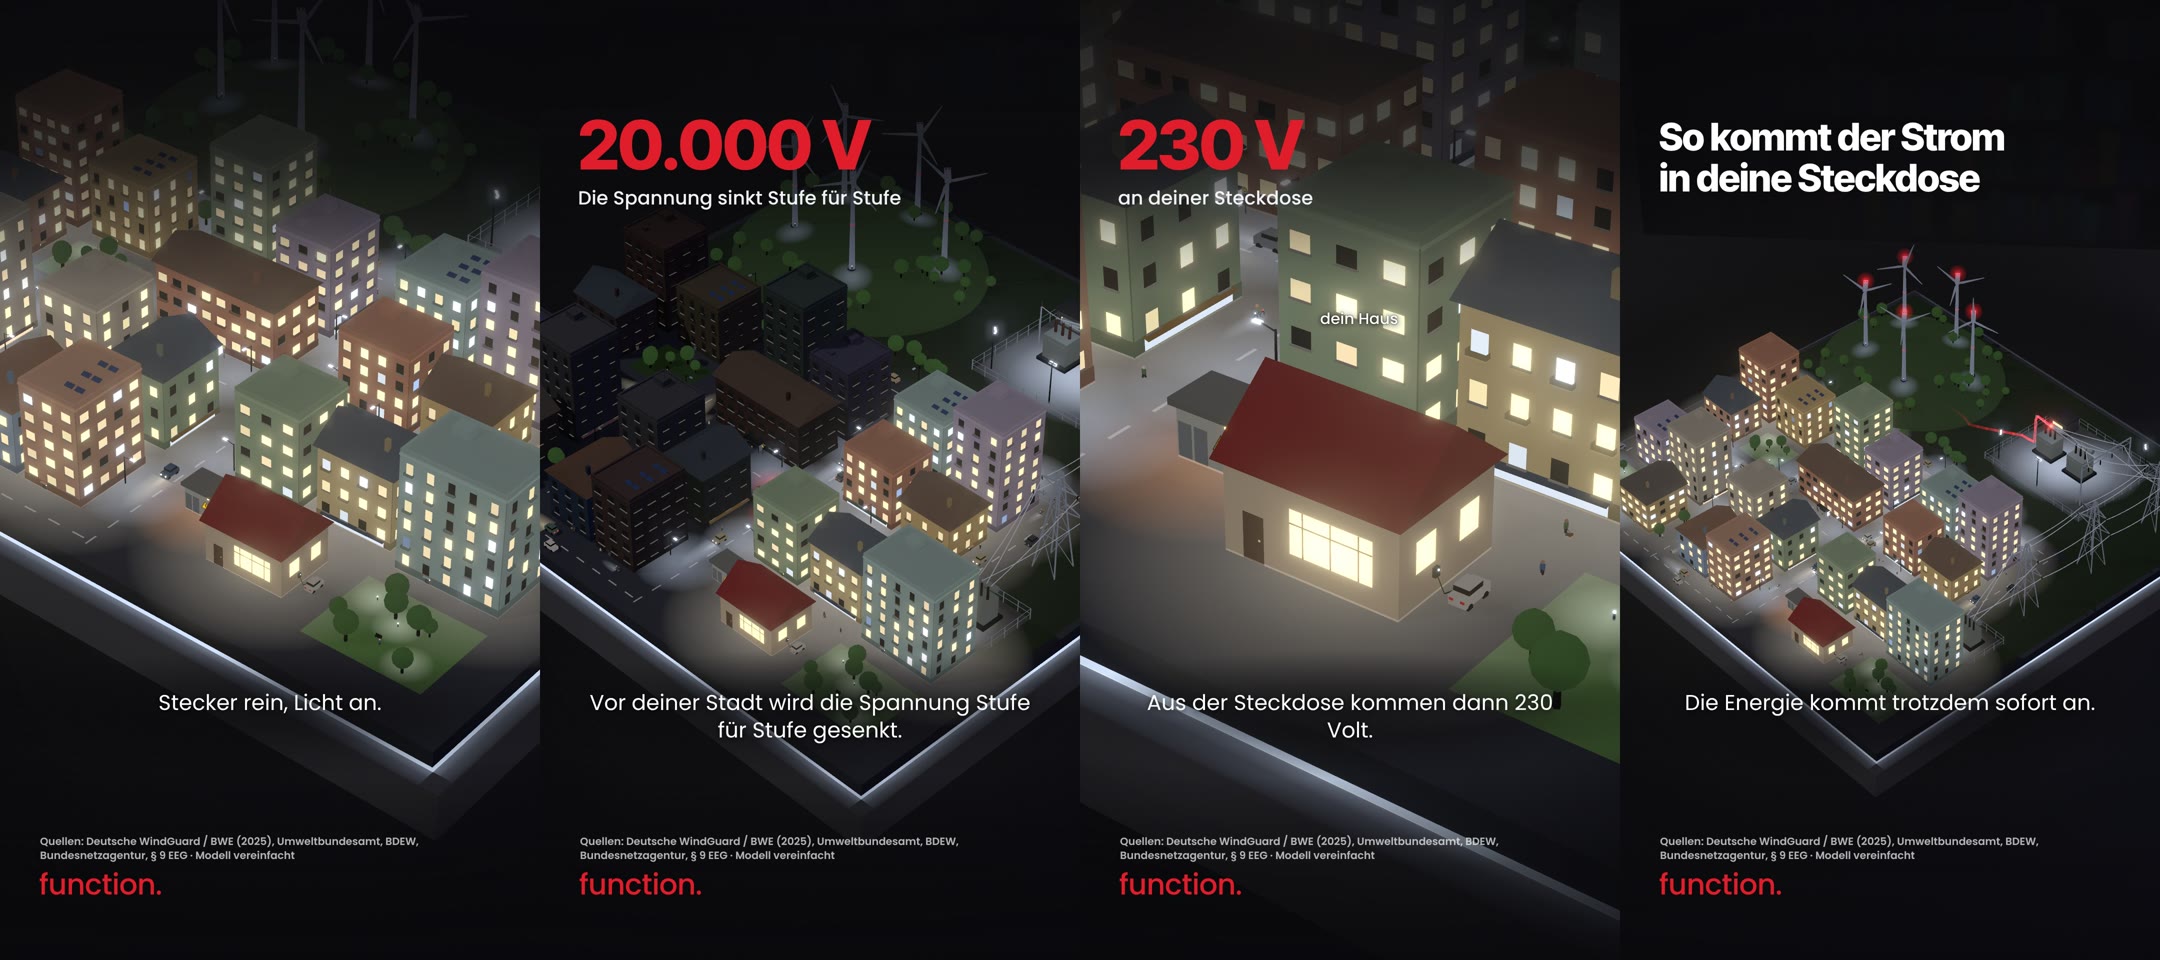 Stecker rein, Licht an.
Quellen: Deutsche WindGuard / BWE (2025), Umweltbundesamt, BDEW,
Bundesnetzagentur, § 9 EEG · Modell vereinfacht
function.
20.000 V
Die Spannung sinkt Stufe für Stufe
Vor deiner Stadt wird die Spannung Stufe
für Stufe gesenkt.
Quellen: Deutsche WindGuard / BWE (2025), Umweltbundesamt, BDEW,
Bundesnetzagentur, § 9 EEG · Modell vereinfacht
function.
230 V
an deiner Steckdose
dein Haus
Aus der Steckdose kommen dann 230
Volt.
Quellen: Deutsche WindGuard / BWE (2025), Umweltbundesamt, BDEW,
Bundesnetzagentur, § 9 EEG · Modell vereinfacht
function.
So kommt der Strom
in deine Steckdose
Die Energie kommt trotzdem sofort an.
Quellen: Deutsche WindGuard / BWE (2025), Umweltbundesamt, BDEW,
Bundesnetzagentur, § 9 EEG · Modell vereinfacht
function.